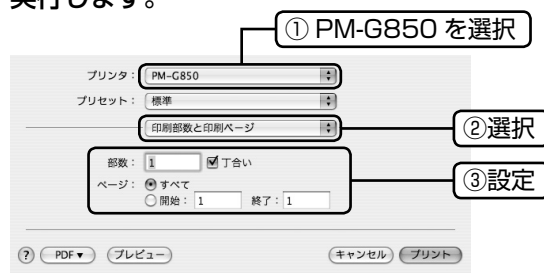 実行します。
① PM-G850 を選択
プリンタ： PM-G850
プリセット： 標準
印刷部数と印刷ページ
②選択
部数： 1 丁合い
ページ： すべて
開始： 1 終了： 1
③設定
? PDF▼ プレビュー キャンセル プリント